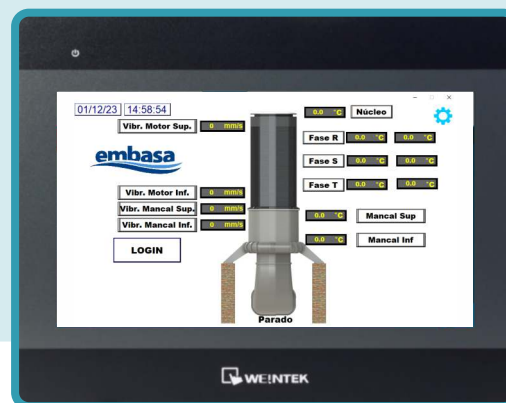 01/12/23 14:58:54
Vibr. Motor Sup. 0 mm/s
0.0 °C Núcleo
embasa
Fase R 0.0 °C 0.0 °C
Fase S 0.0 °C 0.0 °C
Fase T 0.0 °C 0.0 °C
Vibr. Motor Inf. 0 mm/s
Vibr. Mancal Sup. 0 mm/s
Vibr. Mancal Inf. 0 mm/s
0.0 °C Mancal Sup
0.0 °C Mancal Inf
LOGIN
Parado
WEINTEK